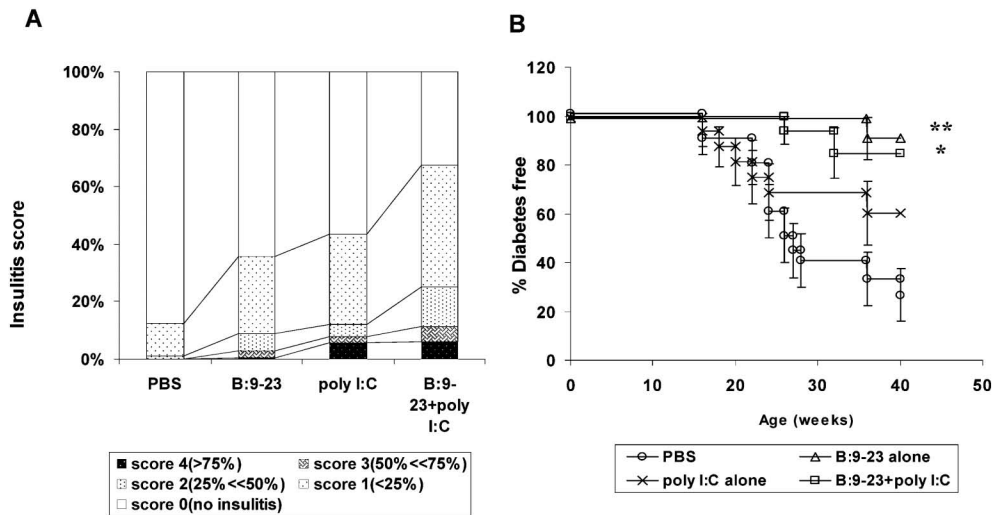 A
100%
80%
60%
40%
20%
0%
Insulitis score
PBS
B:9-23
poly I:C
B:9-
23+poly
I:C
score 4(>75%)
score 3(50%<<75%)
score 2(25%<<50%)
score 1(<25%)
score 0(no insulitis)
B
120
100
80
60
40
20
0
% Diabetes free
**
*
0
10
20
30
40
50
Age (weeks)
PBS
B:9-23 alone
poly I:C alone
B:9-23+poly I:C